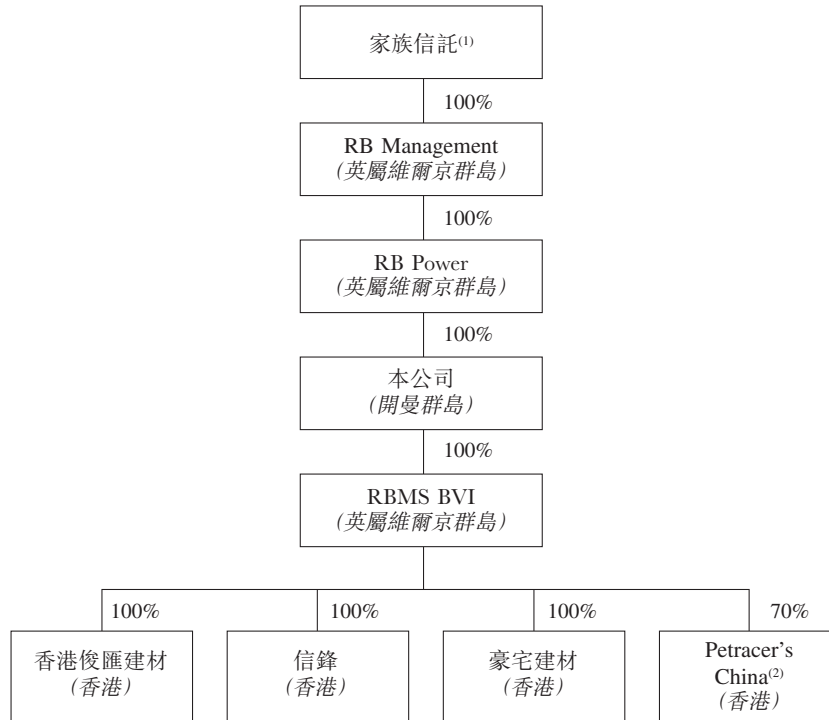 家族信託(1)
100%
RB Management
(英屬維爾京群島)
100%
RB Power
(英屬維爾京群島)
100%
本公司
(開曼群島)
100%
RBMS BVI
(英屬維爾京群島)
100%
100%
100%
70%
香港俊匯建材
(香港)
信鋒
(香港)
豪宅建材
(香港)
Petracer's
China(2)
(香港)